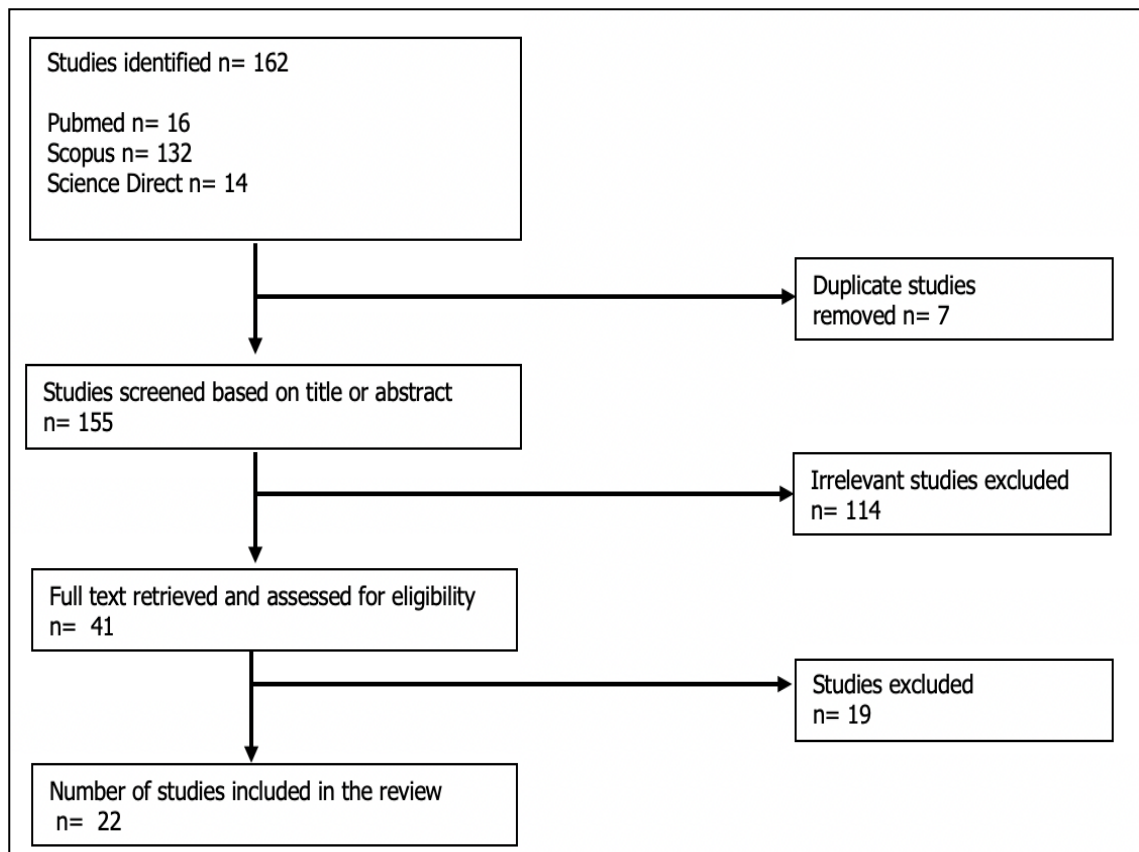 Studies identified n= 162
Pubmed n= 16
Scopus n= 132
Science Direct n= 14
Duplicate studies
removed n= 7
Studies screened based on title or abstract
n= 155
Irrelevant studies excluded
n= 114
Full text retrieved and assessed for eligibility
n= 41
Studies excluded
n= 19
Number of studies included in the review
n= 22